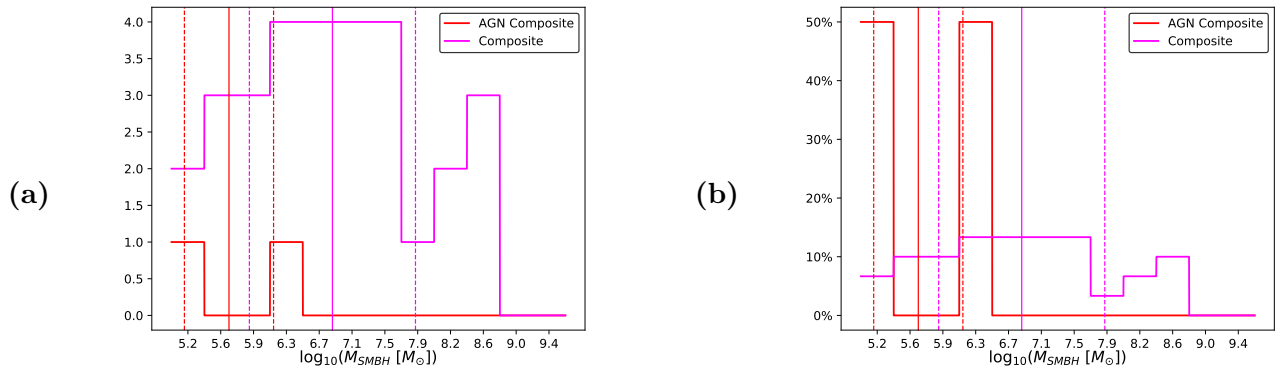 (a)
4.0
3.5
3.0
2.5
2.0
1.5
1.0
0.5
0.0
AGN Composite
Composite
5.2 5.6 5.9 6.3 6.7 7.1 7.5 7.9 8.2 8.6 9.0 9.4
log₁₀(M_SMBH [M_⊙])
(b)
50%
40%
30%
20%
10%
0%
AGN Composite
Composite
5.2 5.6 5.9 6.3 6.7 7.1 7.5 7.9 8.2 8.6 9.0 9.4
log₁₀(M_SMBH [M_⊙])